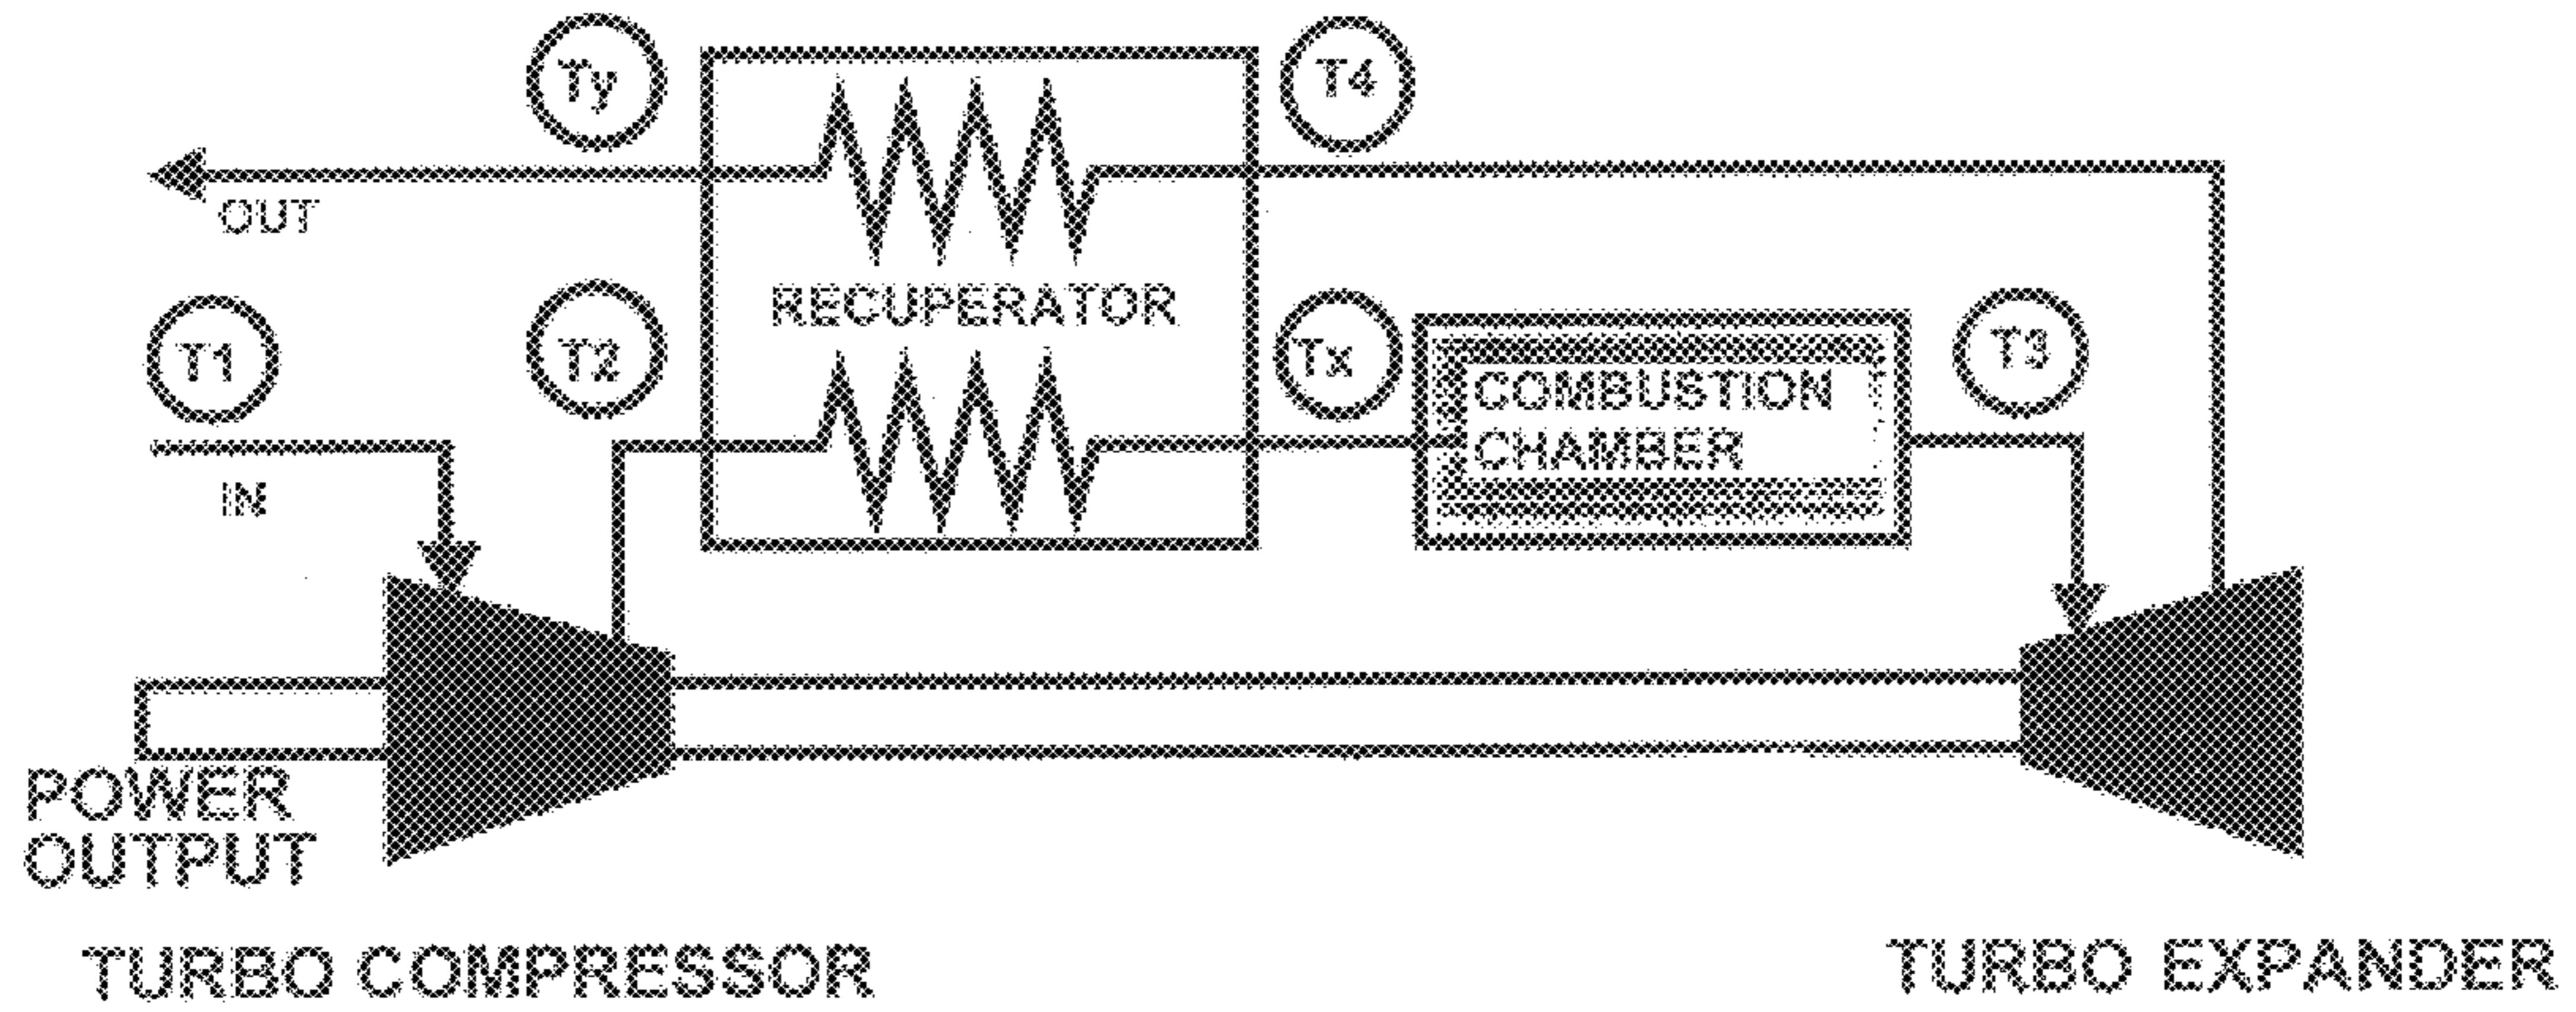 Ty
T4
OUT
RECUPERATOR
T1
T2
Tx
T3
COMBUSTION
CHAMBER
IN
POWER
OUTPUT
TURBO COMPRESSOR
TURBO EXPANDER